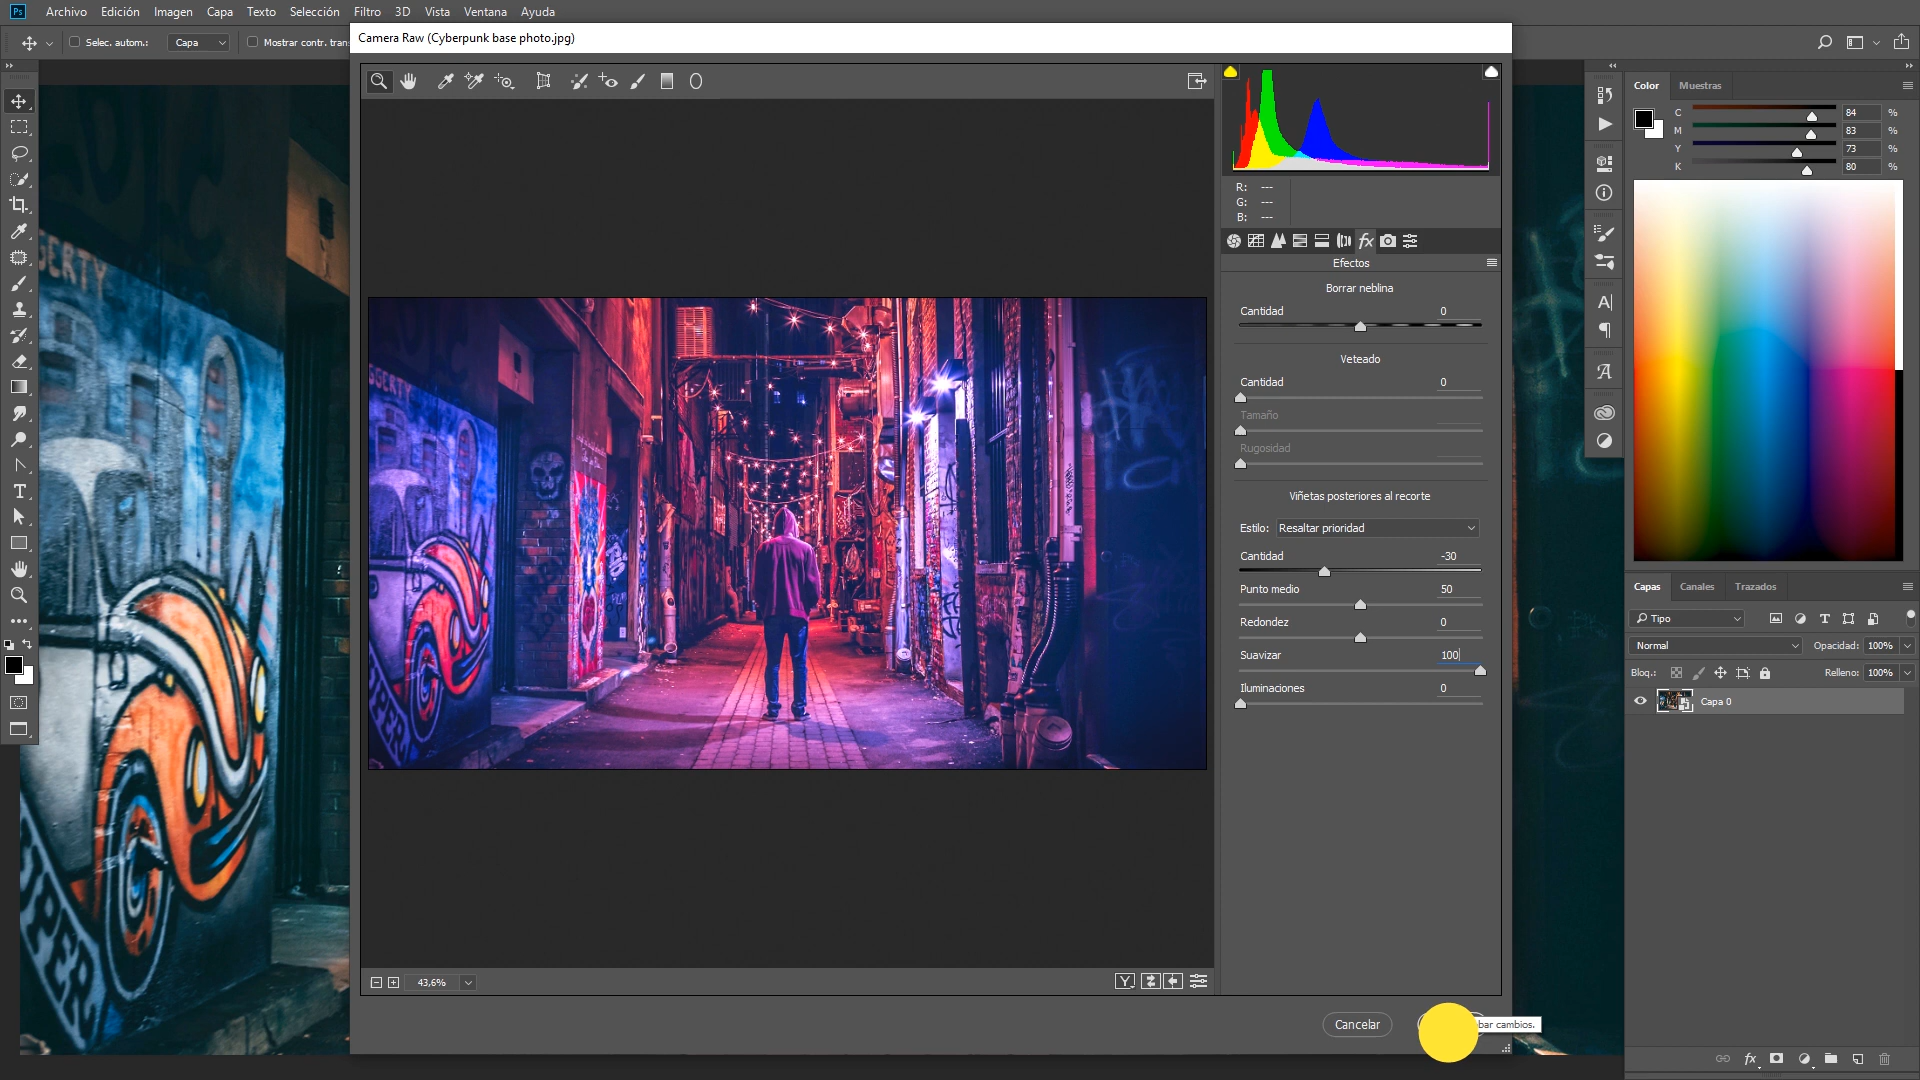 Ps Archivo Edición Imagen Capa Texto Selección Filtro 3D Vista Ventana Ayuda
Selec. autom.: Capa Mostrar contr. tran
Camera Raw (Cyberpunk base photo.jpg)
R: ---
G: ---
B: ---
Efectos
Borrar neblina
Cantidad 0
Veteado
Cantidad 0
Tamaño
Rugosidad
Viñetas posteriores al recorte
Estilo: Resaltar prioridad
Cantidad -30
Punto medio 50
Redondez 0
Suavizar 100
Iluminaciones 0
43,6%
Cancelar
bar cambios.
Color Muestras
C 84 %
M 83 %
Y 73 %
K 80 %
Capas Canales Trazados
Tipo
Normal Opacidad: 100%
Bloq.: Relleno: 100%
Capa 0
GERTY
GGERTY